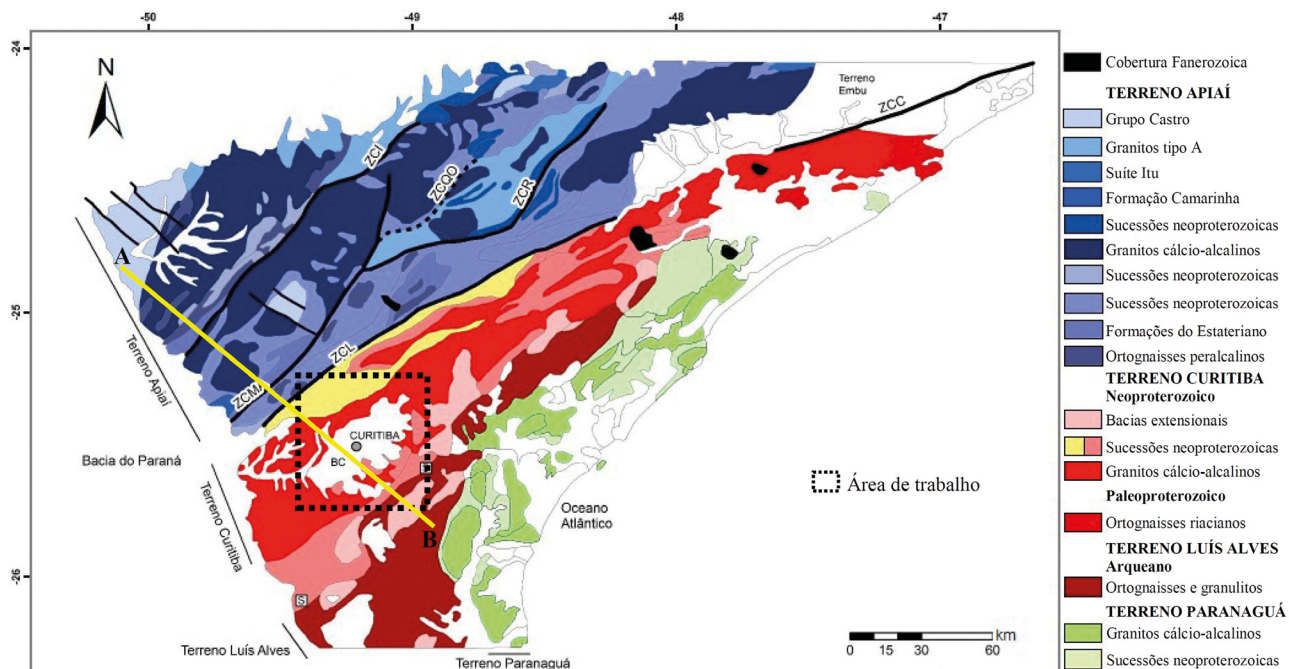 -50
-49
-48
-47
-24
-25
-26
N
Terreno
Embu
ZCC
ZCI
ZCQO
ZCR
ZCL
ZCMA
A
Terreno Apiaí
CURITIBA
BC
Bacia do Paraná
Terreno Curitiba
B
S
Terreno Luís Alves
Terreno Paranaguá
Oceano
Atlântico
Área de trabalho
km
0 15 30 60
Cobertura Fanerozoica
TERRENO APIAÍ
Grupo Castro
Granitos tipo A
Suíte Itu
Formação Camarinha
Sucessões neoproterozoicas
Granitos cálcio-alcalinos
Sucessões neoproterozoicas
Sucessões neoproterozoicas
Formações do Estateriano
Ortognaisses peralcalinos
TERRENO CURITIBA
Neoproterozoico
Bacias extensionais
Sucessões neoproterozoicas
Granitos cálcio-alcalinos
Paleoproterozoico
Ortognaisses riacianos
TERRENO LUÍS ALVES
Arqueano
Ortognaisses e granulitos
TERRENO PARANAGUÁ
Granitos cálcio-alcalinos
Sucessões neoproterozoicas